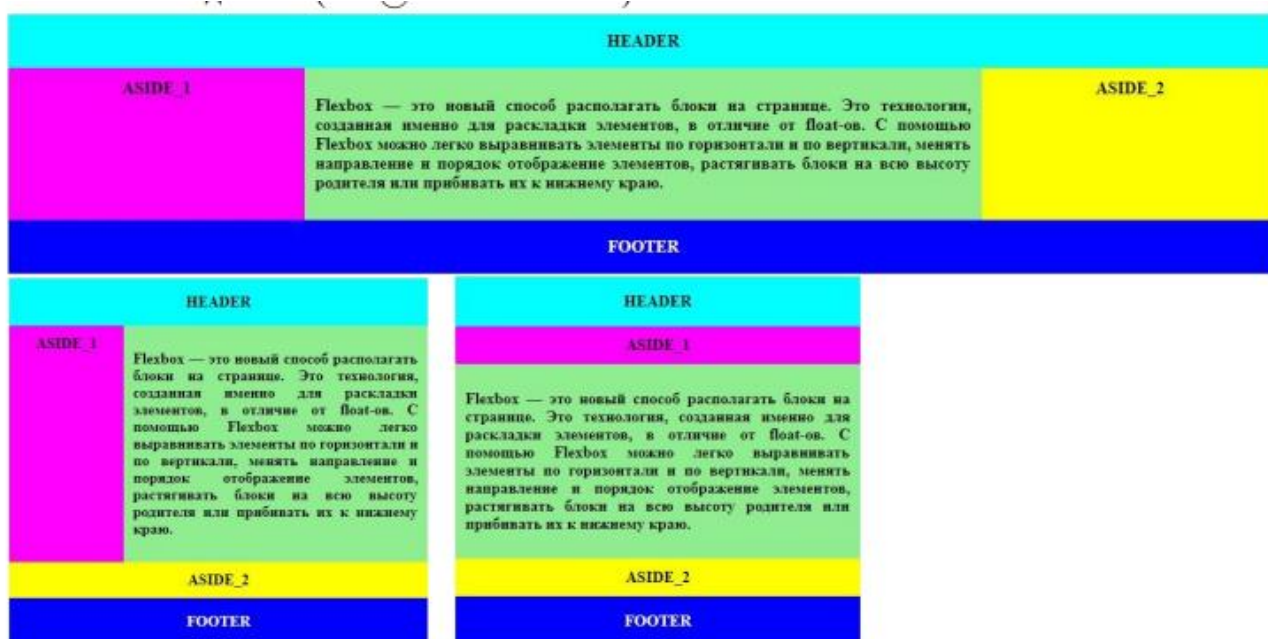 HEADER
ASIDE_1
Flexbox — это новый способ располагать блоки на странице. Это технология,
созданная именно для раскладки элементов, в отличие от float-ов. С помощью
Flexbox можно легко выравнивать элементы по горизонтали и по вертикали, менять
направление и порядок отображение элементов, растягивать блоки на всю высоту
родителя или прибивать их к нижнему краю.
ASIDE_2
FOOTER
HEADER
ASIDE_1
Flexbox — это новый способ располагать
блоки на странице. Это технология,
созданная именно для раскладки
элементов, в отличие от float-ов. С
помощью Flexbox можно легко
выравнивать элементы по горизонтали и
по вертикали, менять направление и
порядок отображение элементов,
растягивать блоки на всю высоту
родителя или прибивать их к нижнему
краю.
ASIDE_2
FOOTER
HEADER
ASIDE_1
Flexbox — это новый способ располагать блоки на
странице. Это технология, созданная именно для
раскладки элементов, в отличие от float-ов. С
помощью Flexbox можно легко выравнивать
элементы по горизонтали и по вертикали, менять
направление и порядок отображение элементов,
растягивать блоки на всю высоту родителя или
прибивать их к нижнему краю.
ASIDE_2
FOOTER